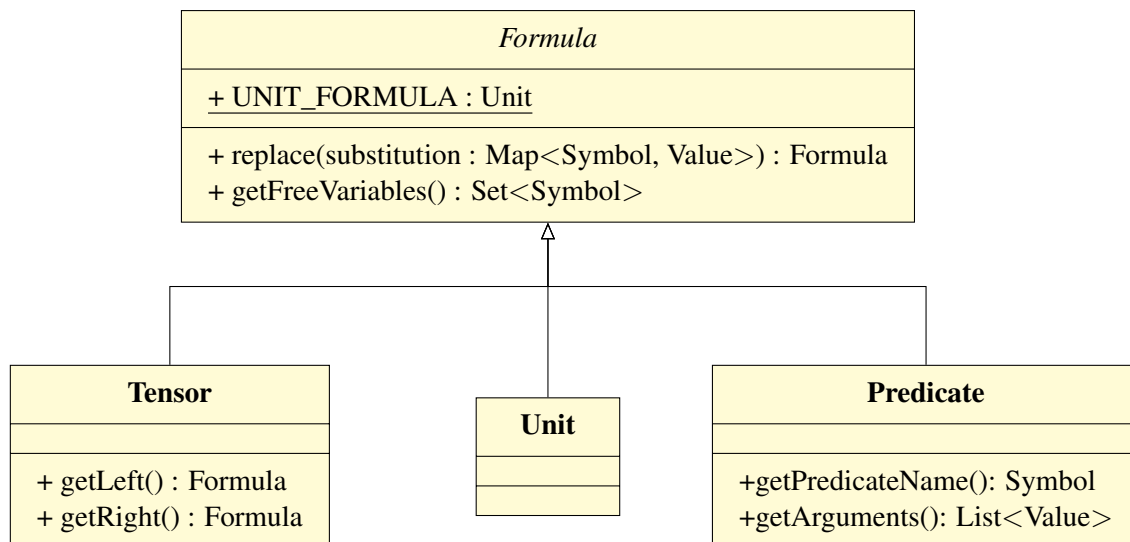 Formula
+ UNIT_FORMULA : Unit
+ replace(substitution : Map<Symbol, Value>) : Formula
+ getFreeVariables() : Set<Symbol>
Tensor
+ getLeft() : Formula
+ getRight() : Formula
Unit
Predicate
+getPredicateName(): Symbol
+getArguments(): List<Value>